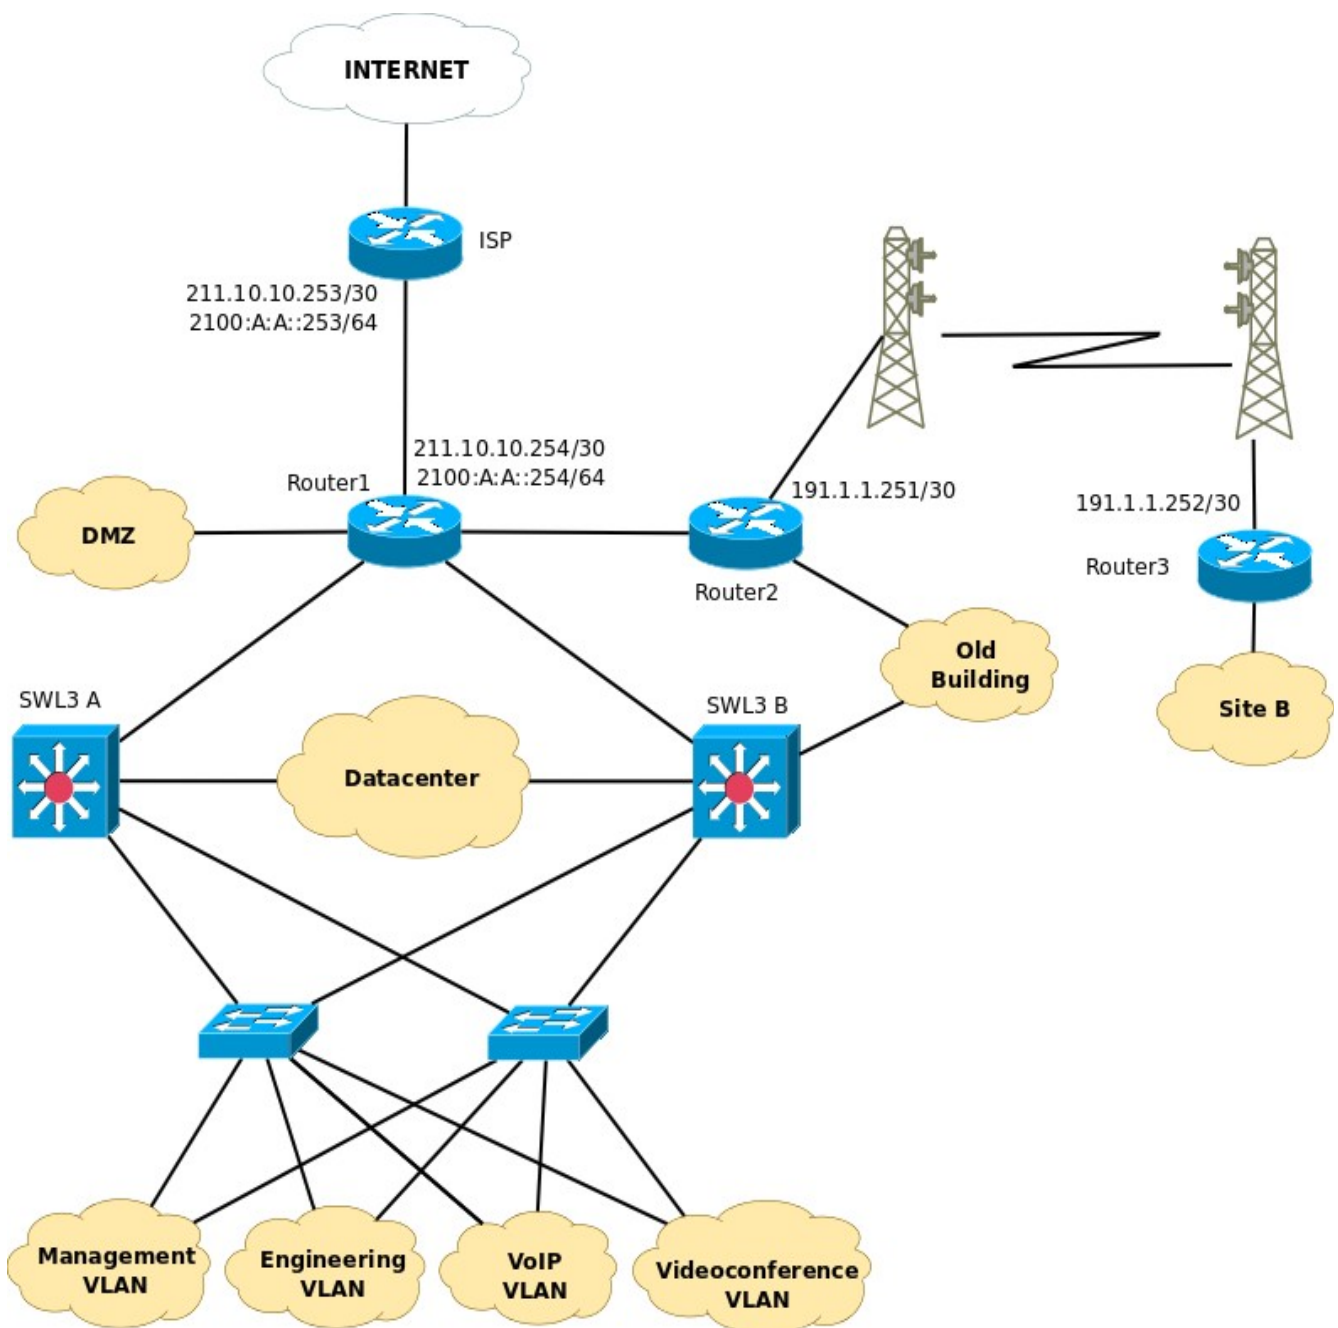 INTERNET
ISP
211.10.10.253/30
2100:A:A::253/64
211.10.10.254/30
2100:A:A::254/64
Router1
191.1.1.251/30
191.1.1.252/30
DMZ
Router2
Router3
Old
Building
SWL3 A
SWL3 B
Site B
Datacenter
Management
VLAN
Engineering
VLAN
VoIP
VLAN
Videoconference
VLAN